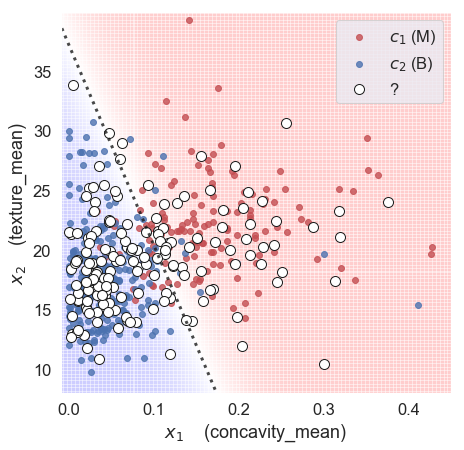 c₁ (M)
c₂ (B)
?
35
30
25
20
15
10
x₂ (texture_mean)
0.0 0.1 0.2 0.3 0.4
x₁ (concavity_mean)